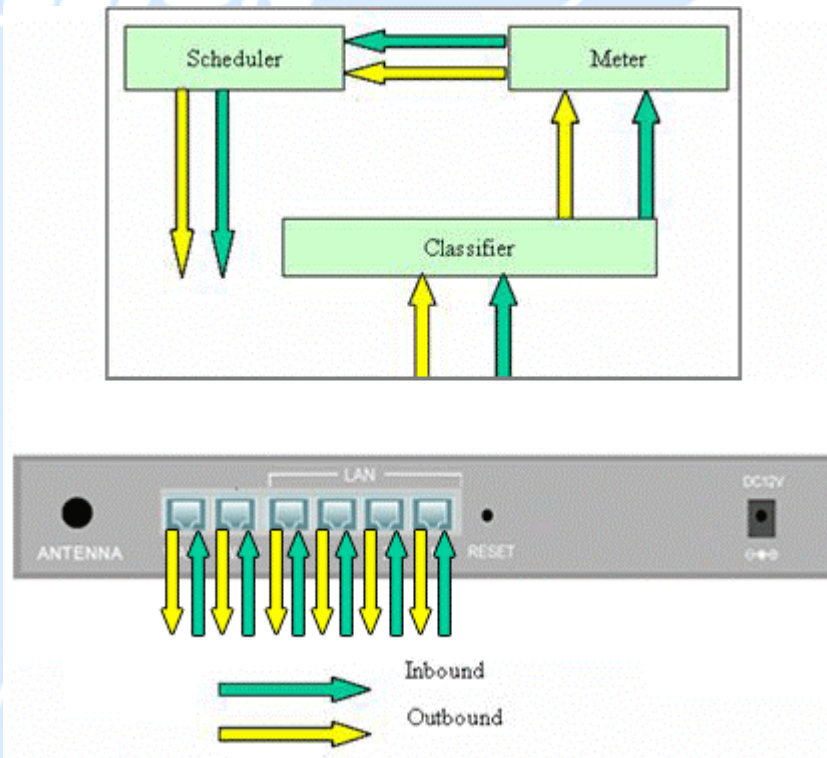 Scheduler
Meter
Classifier
LAN
DC12V
ANTENNA
RESET
Inbound
Outbound